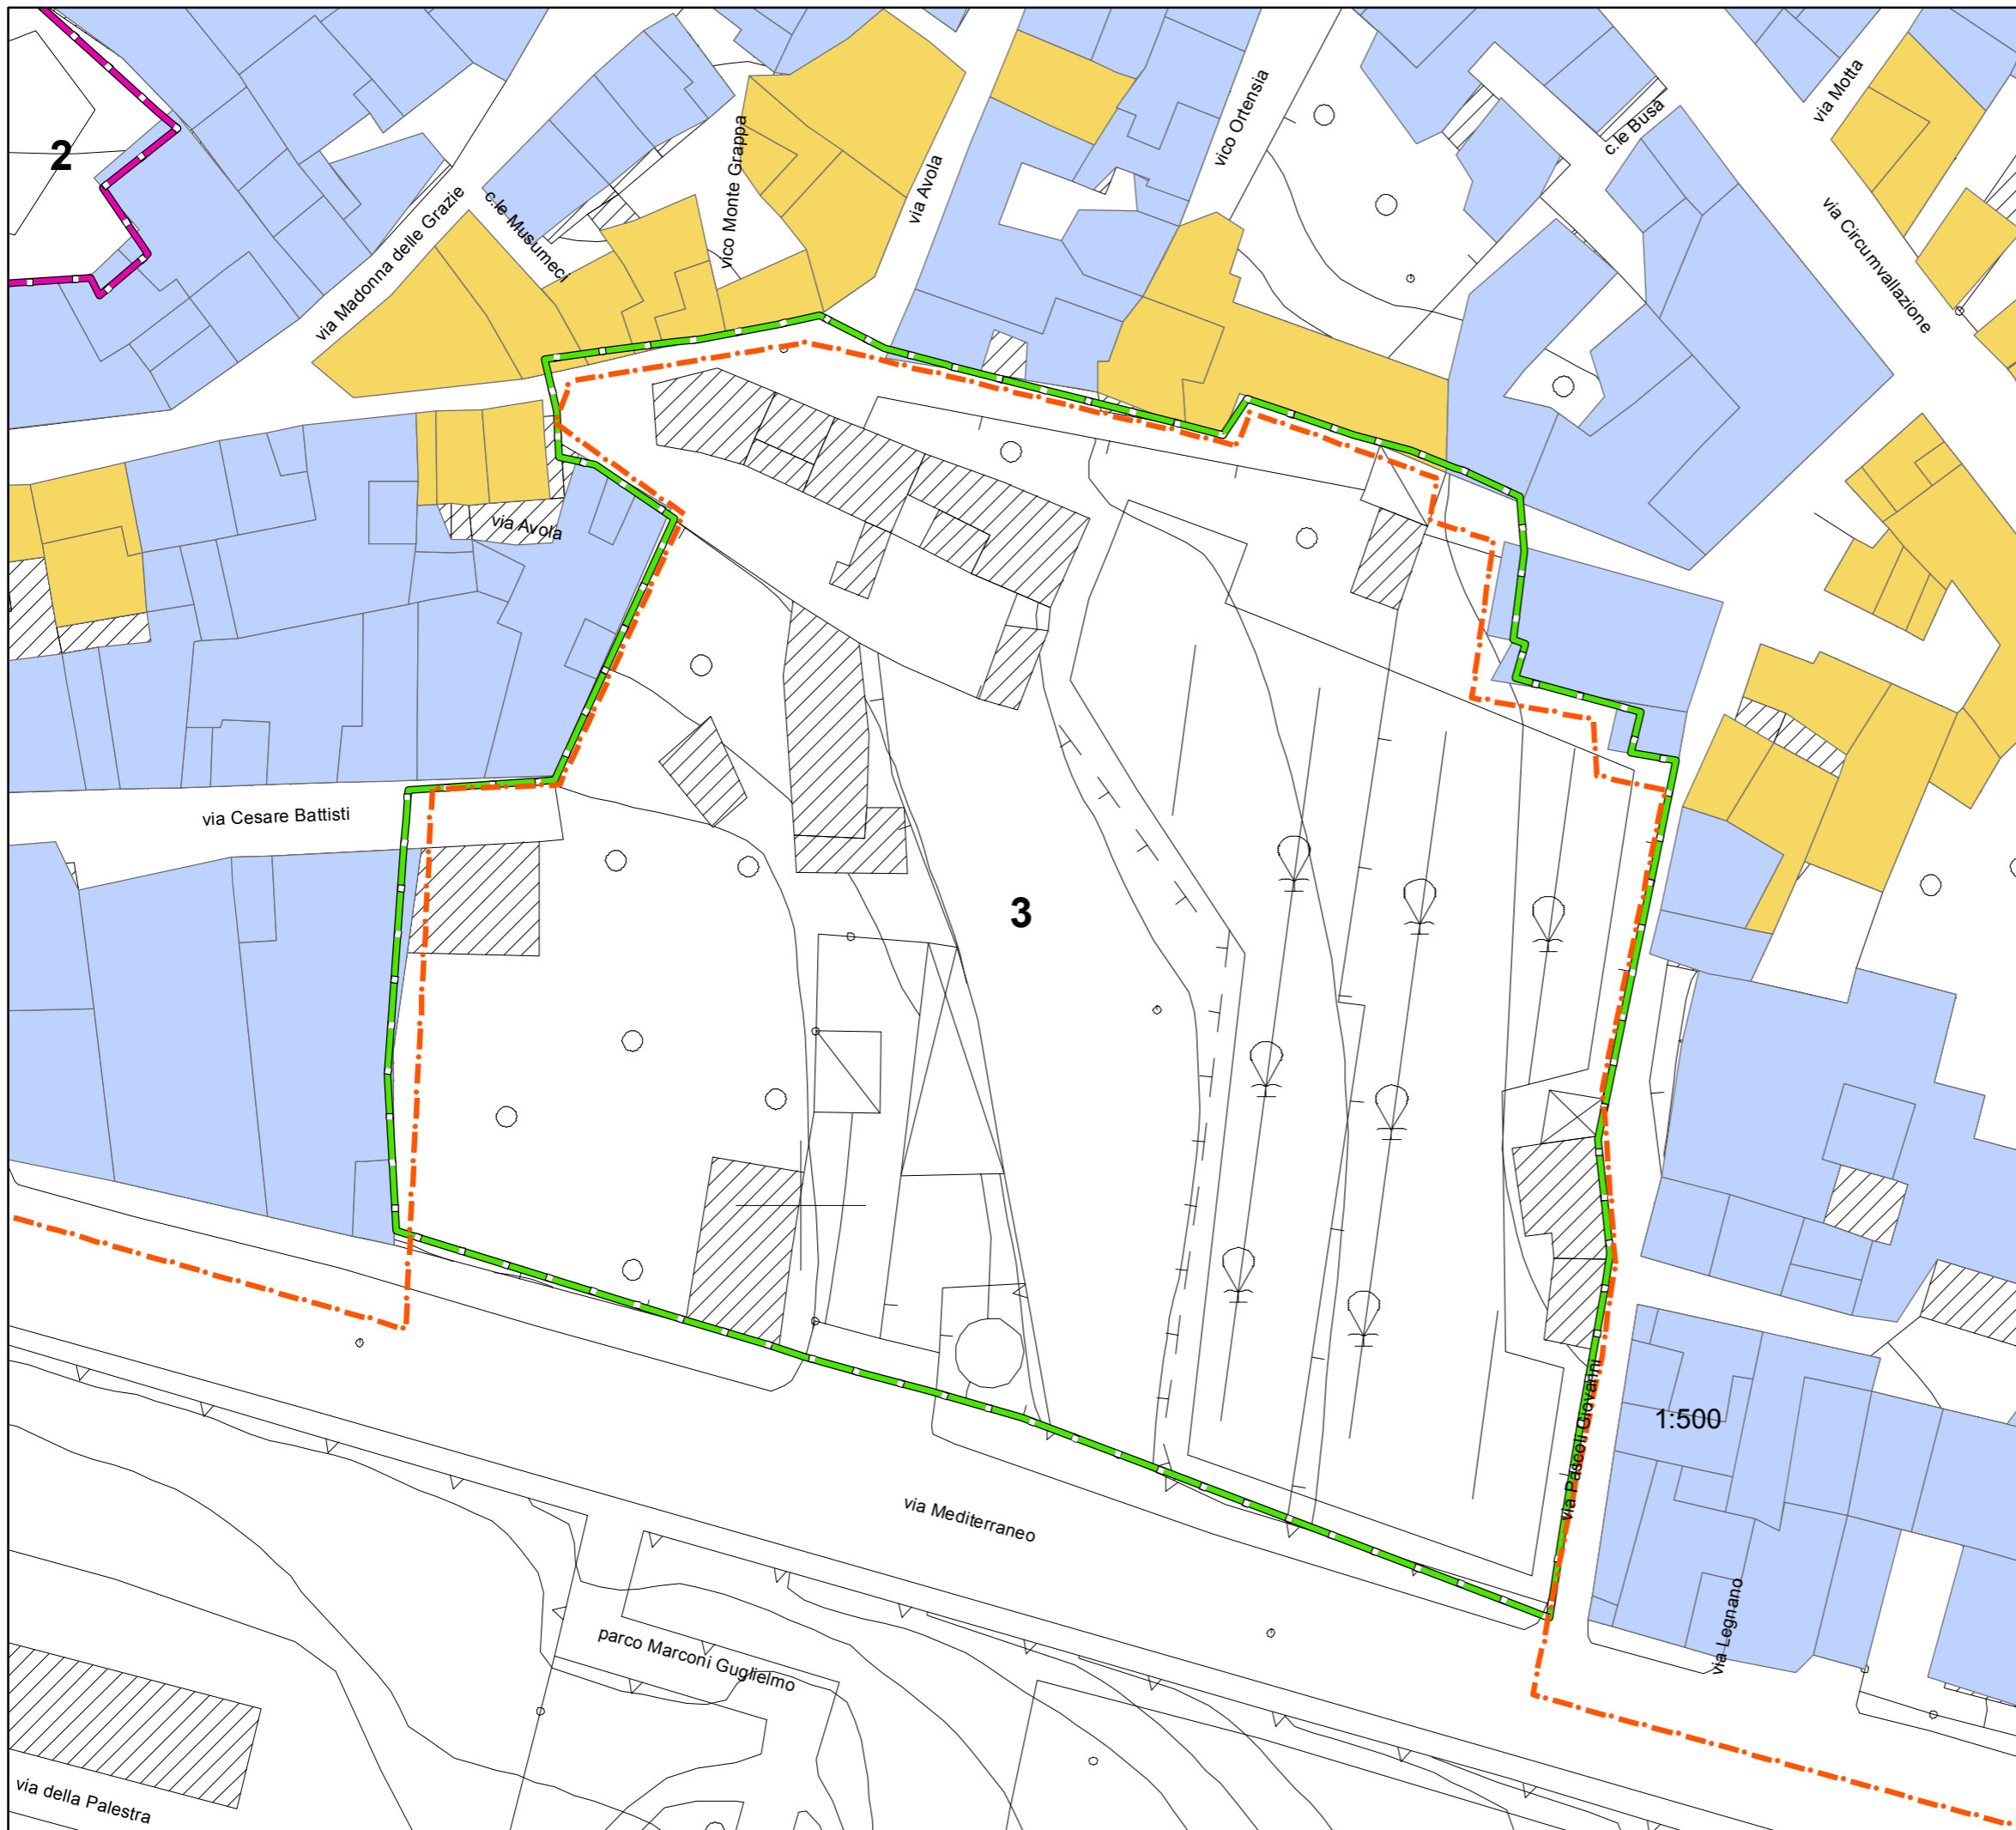 via Motta
vico Ortensia
c.le Busa
2
vico Monte Grappa
via Avola
c.le Musumeci
via Madonna delle Grazie
via Circumvallazione
via Avola
via Cesare Battisti
3
via Pascoli Giovanni
1:500
via Mediterraneo
via Legnano
parco Marconi Guglielmo
via della Palestra